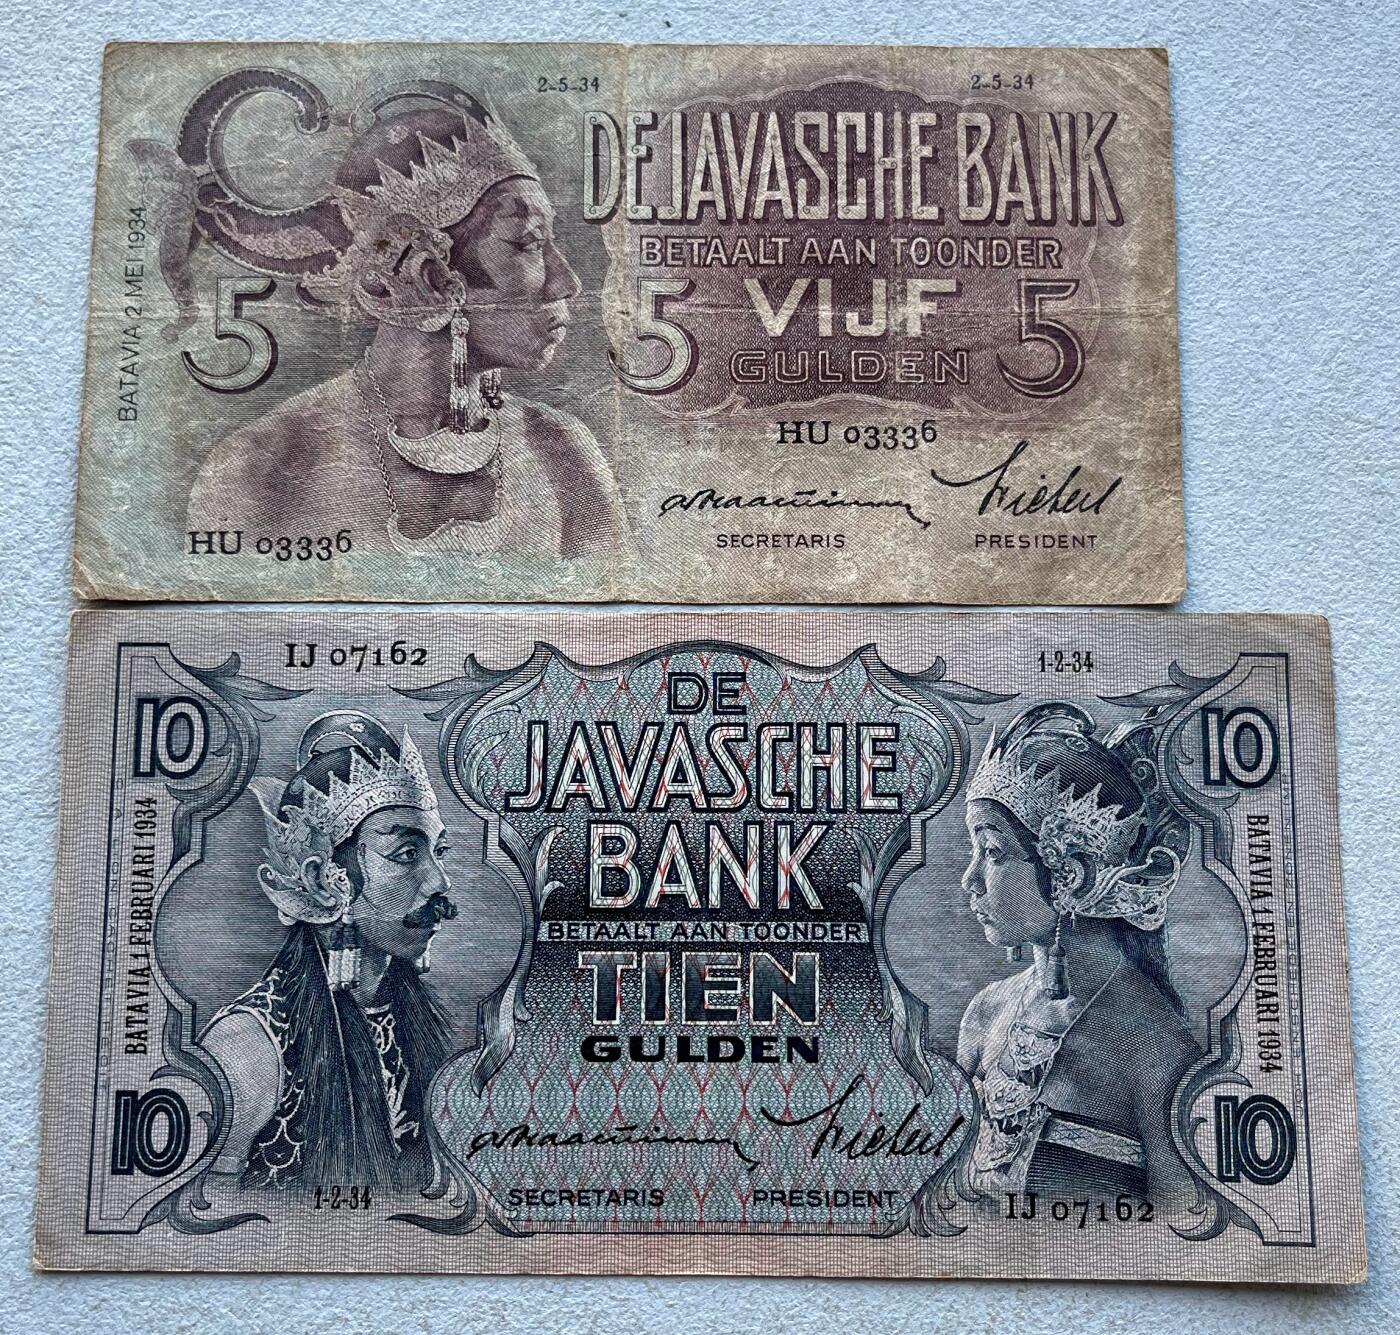 2-5-34 2-5-34
DE JAVASCHE BANK
BETAALT AAN TOONDER
5 5 VIJF 5
GULDEN
BATAVIA 2 MEI 1934
HU 03336
HU 03336
SECRETARIS PRESIDENT
IJ 07162 1-2-34
10 10
DE
JAVASCHE
BANK
BETAALT AAN TOONDER
TIEN
GULDEN
BATAVIA 1 FEBRUARI 1934
BATAVIA 1 FEBRUARI 1934
10 10
SECRETARIS PRESIDENT
1-2-34 IJ 07162